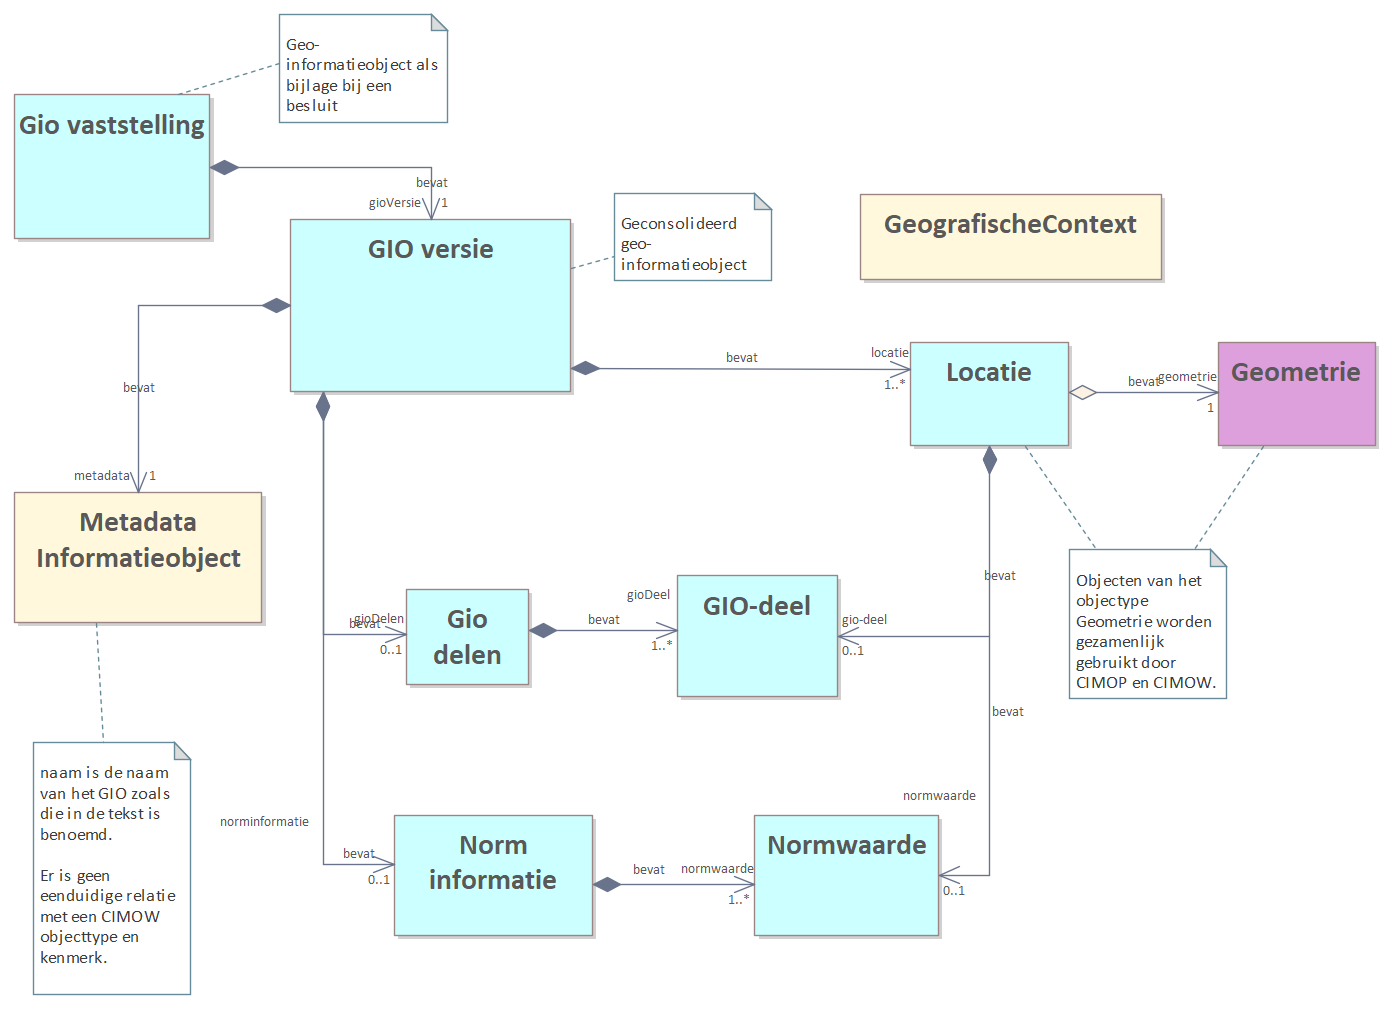 Geo-
informatieobject als
bijlage bij een
besluit
Gio vaststelling
bevat
gioVersie
1
GIO versie
Geconsolideerd
geo-
informatieobject
GeografischeContext
bevat
locatie
1..*
Locatie
bevat
geometrie
1
Geometrie
bevat
metadata
1
Metadata
Informatieobject
gioDelen
bevat
0..1
Gio
delen
bevat
gioDeel
1..*
GIO-deel
gio-deel
0..1
bevat
Objecten van het
objectype
Geometrie worden
gezamenlijk
gebruikt door
CIMOP en CIMOW.
bevat
naam is de naam
van het GIO zoals
die in de tekst is
benoemd.
Er is geen
eenduidige relatie
met een CIMOW
objecttype en
kenmerk.
norminformatie
bevat
0..1
Norm
informatie
bevat
normwaarde
1..*
Normwaarde
normwaarde
0..1